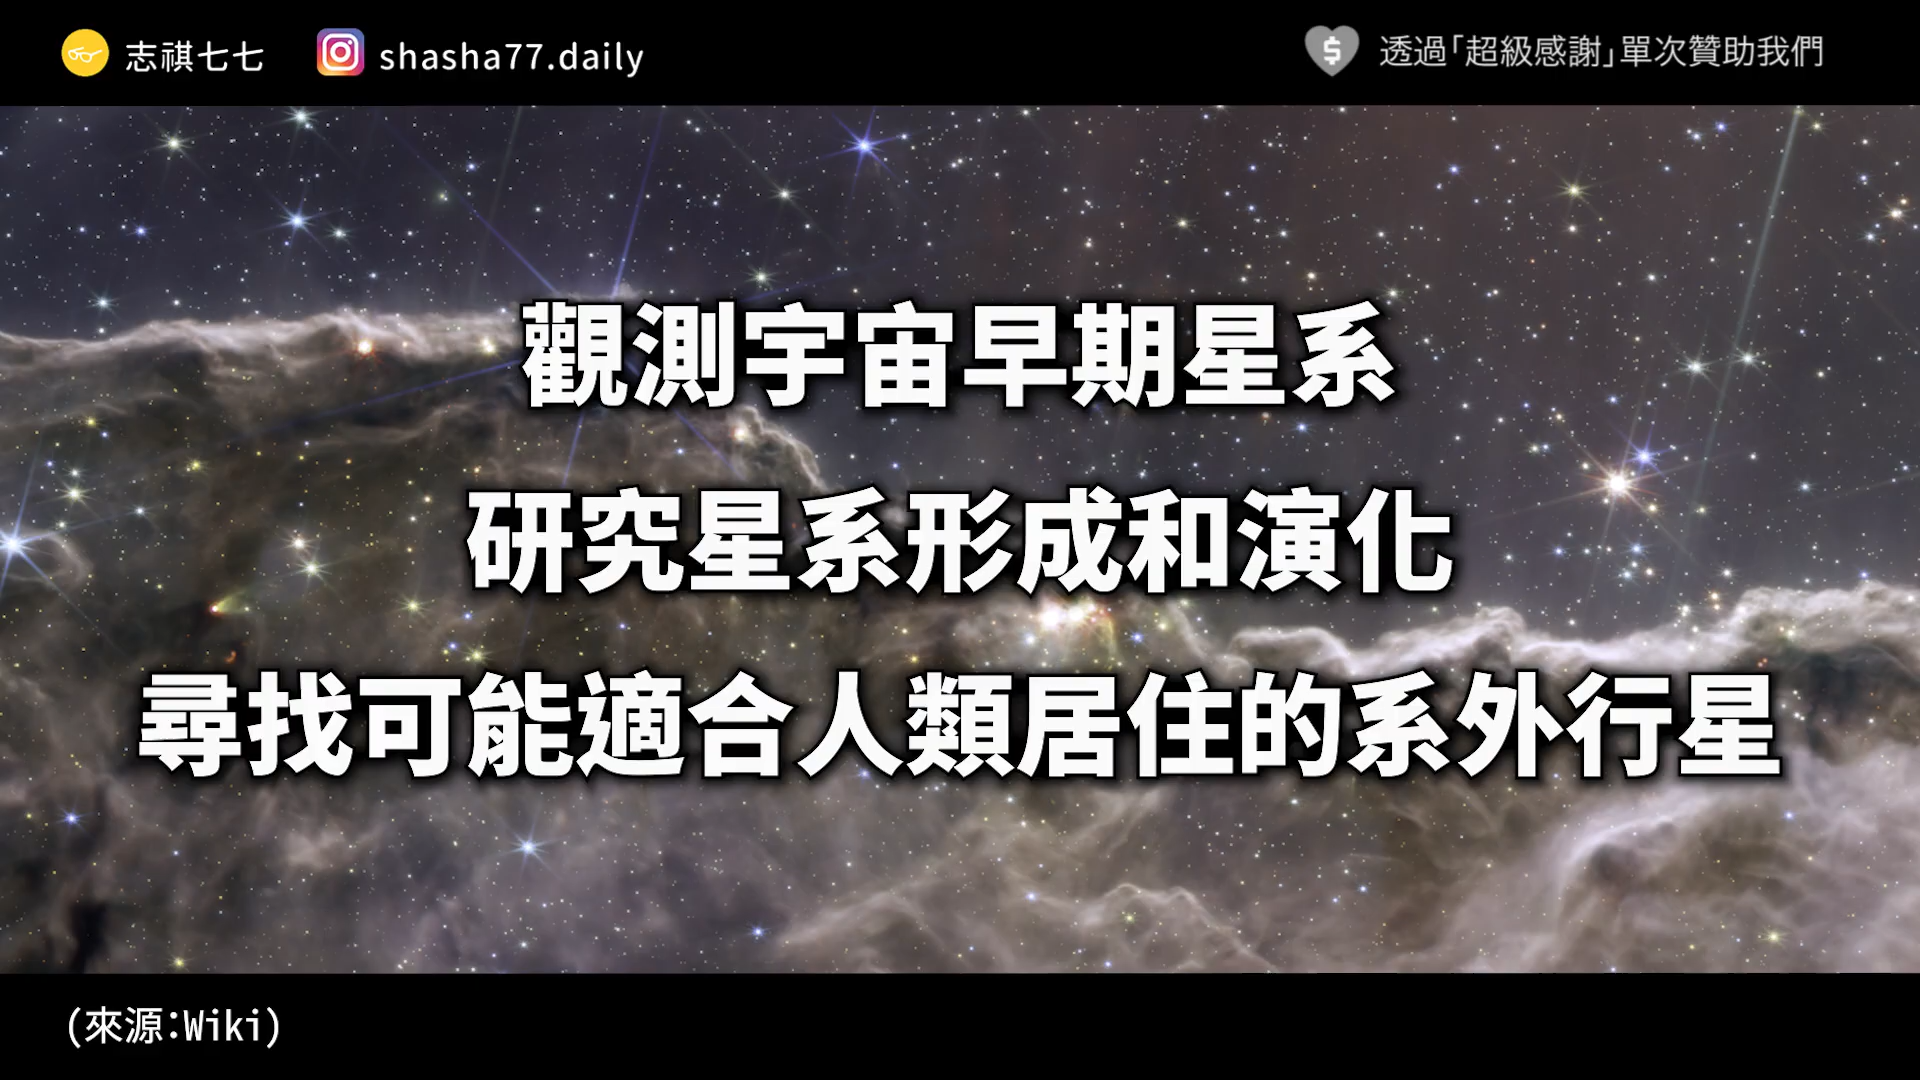 志祺七七
shasha77.daily
透過「超級感謝」單次贊助我們
觀測宇宙早期星系
研究星系形成和演化
尋找可能適合人類居住的系外行星
(來源:Wiki)